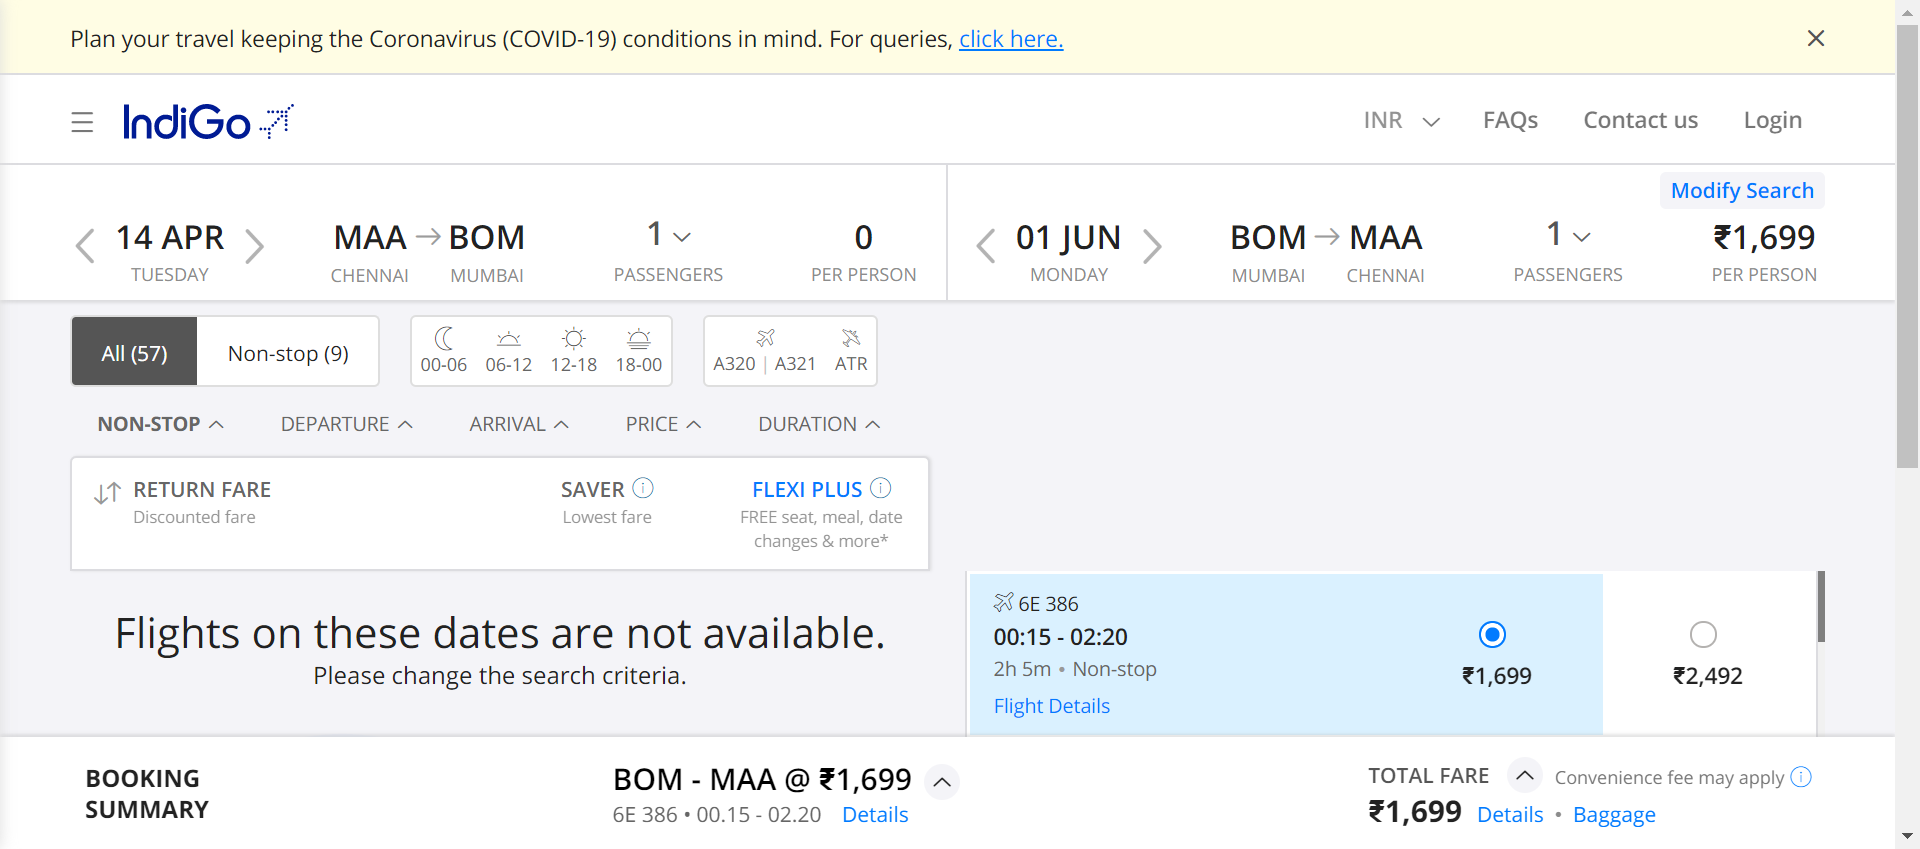 Plan your travel keeping the Coronavirus (COVID-19) conditions in mind. For queries, click here.
IndiGo
INR FAQs Contact us Login
Modify Search
14 APR MAA BOM 1 0
TUESDAY CHENNAI MUMBAI PASSENGERS PER PERSON
01 JUN BOM MAA 1 ₹1,699
MONDAY MUMBAI CHENNAI PASSENGERS PER PERSON
All (57) Non-stop (9)
00-06 06-12 12-18 18-00
A320 | A321 ATR
NON-STOP DEPARTURE ARRIVAL PRICE DURATION
RETURN FARE SAVER FLEXI PLUS
Discounted fare Lowest fare FREE seat, meal, date
changes & more*
Flights on these dates are not available.
Please change the search criteria.
6E 386
00:15 - 02:20
2h 5m • Non-stop
Flight Details
₹1,699 ₹2,492
BOOKING
SUMMARY
BOM - MAA @ ₹1,699
6E 386 • 00.15 - 02.20 Details
TOTAL FARE Convenience fee may apply
₹1,699 Details • Baggage